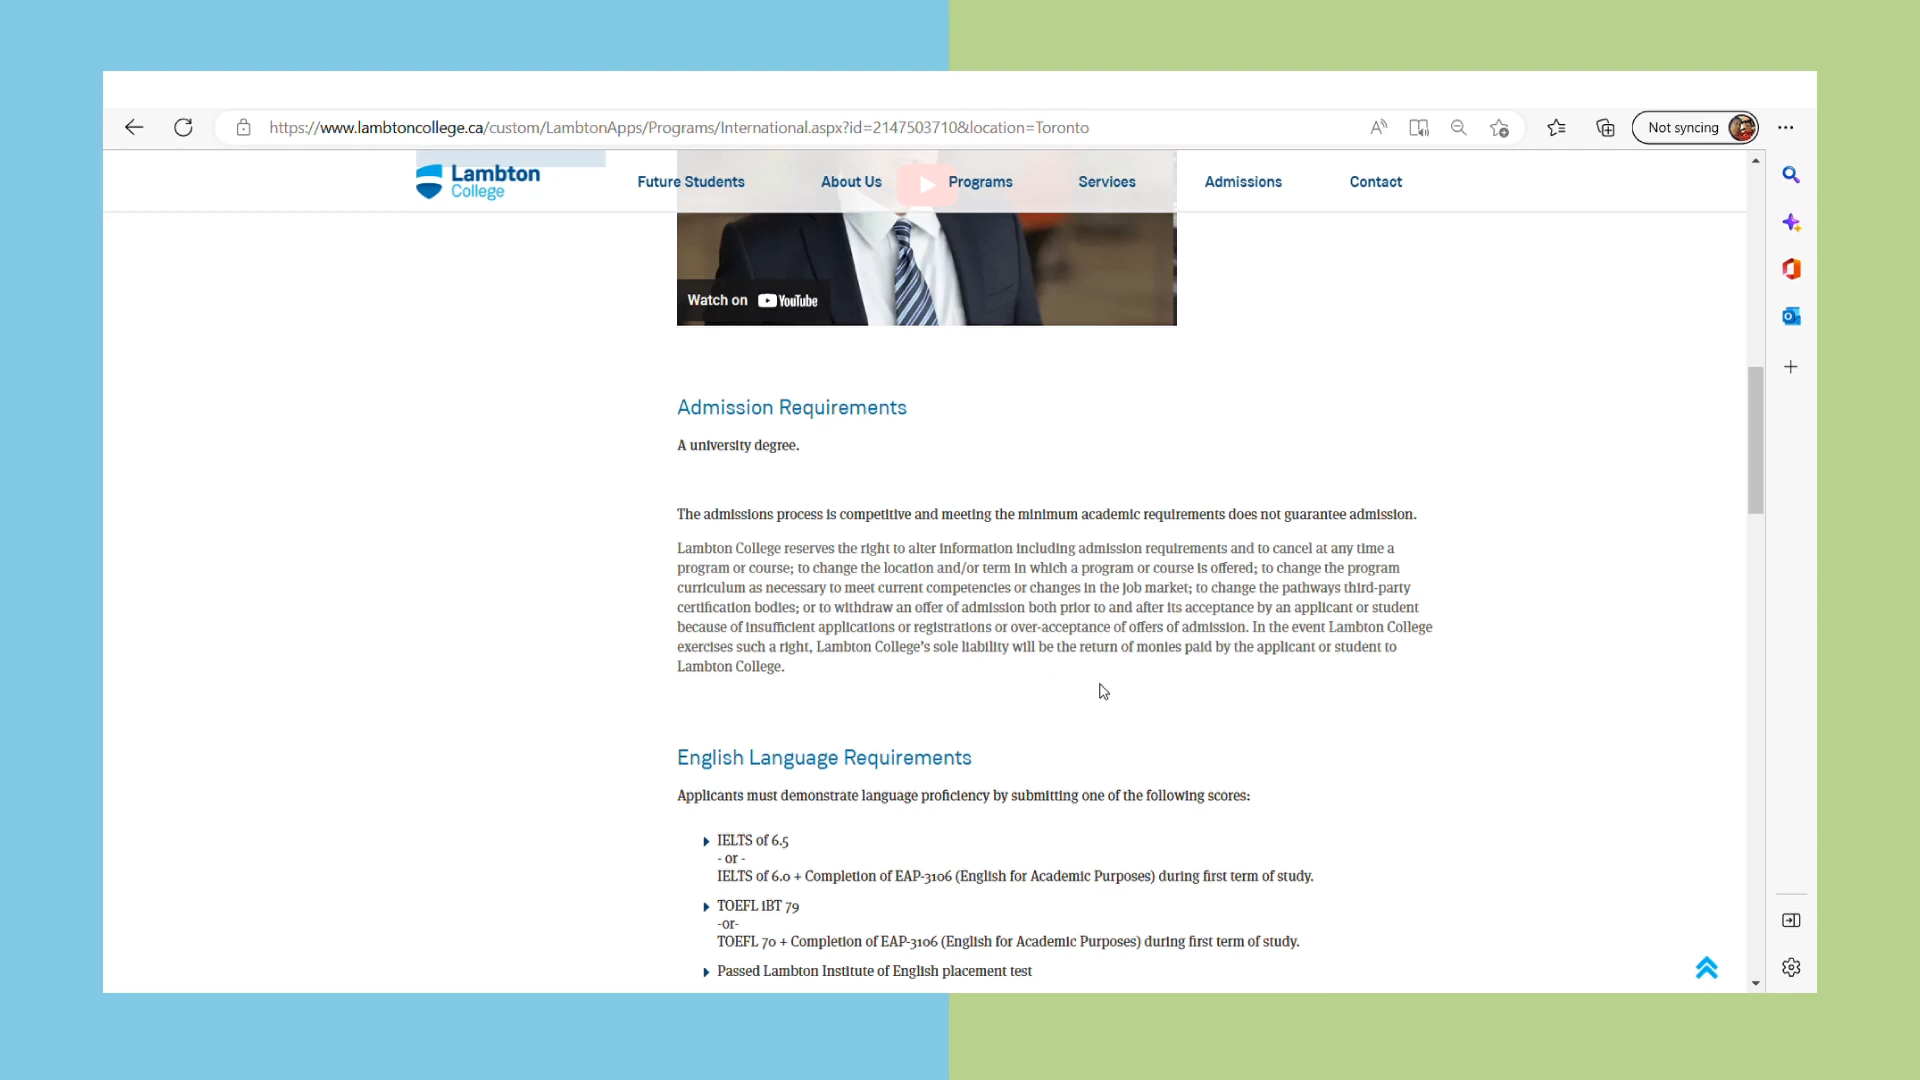 https://www.lambtoncollege.ca/custom/LambtonApps/Programs/International.aspx?id=2147503710&location=Toronto
Not syncing
Lambton
College
Future Students
About Us
Programs
Services
Admissions
Contact
Watch on YouTube
Admission Requirements
A university degree.
The admissions process is competitive and meeting the minimum academic requirements does not guarantee admission.
Lambton College reserves the right to alter information including admission requirements and to cancel at any time a
program or course; to change the location and/or term in which a program or course is offered; to change the program
curriculum as necessary to meet current competencies or changes in the job market; to change the pathways third-party
certification bodies; or to withdraw an offer of admission both prior to and after its acceptance by an applicant or student
because of insufficient applications or registrations or over-acceptance of offers of admission. In the event Lambton College
exercises such a right, Lambton College's sole liability will be the return of monies paid by the applicant or student to
Lambton College.
English Language Requirements
Applicants must demonstrate language proficiency by submitting one of the following scores:
IELTS of 6.5
- or -
IELTS of 6.0 + Completion of EAP-3106 (English for Academic Purposes) during first term of study.
TOEFL iBT 79
-or-
TOEFL 70 + Completion of EAP-3106 (English for Academic Purposes) during first term of study.
Passed Lambton Institute of English placement test